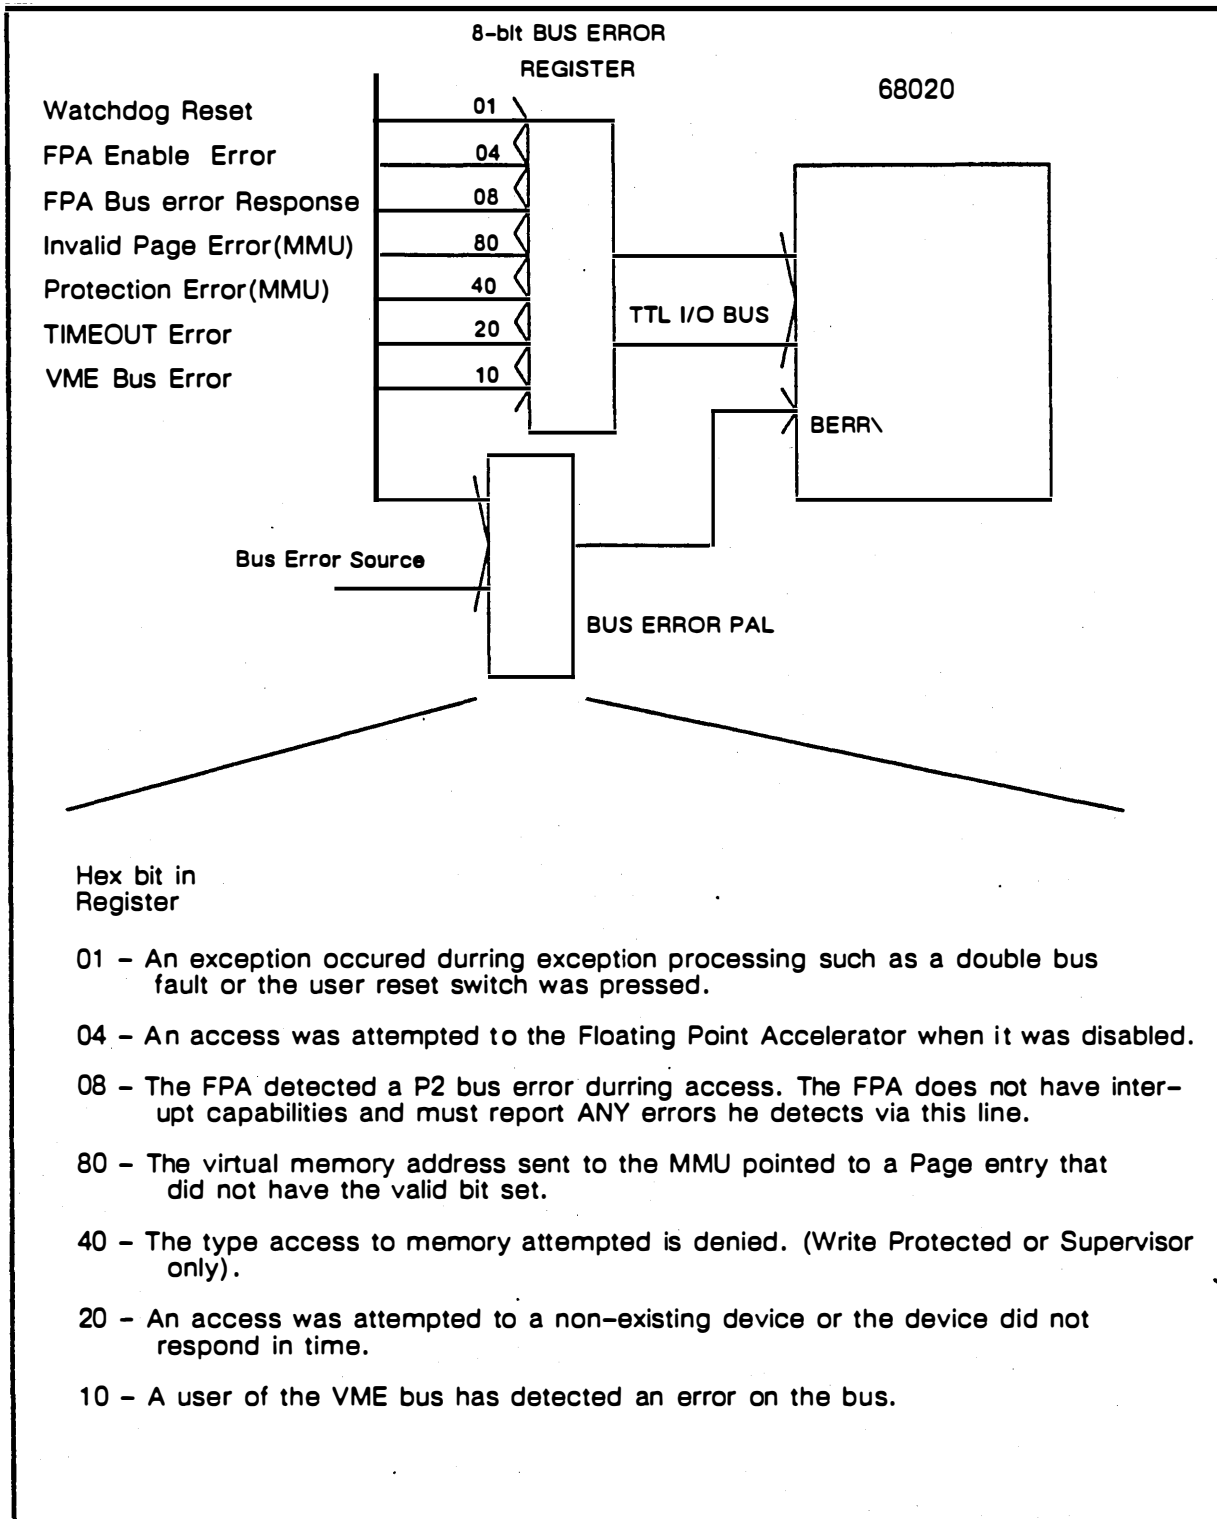 8-bit BUS ERROR
REGISTER
68020
Watchdog Reset 01
FPA Enable Error 04
FPA Bus error Response 08
Invalid Page Error(MMU) 80
Protection Error(MMU) 40
TIMEOUT Error 20
VME Bus Error 10
TTL I/O BUS
BERR\
Bus Error Source
BUS ERROR PAL
Hex bit in
Register
01 – An exception occured durring exception processing such as a double bus
fault or the user reset switch was pressed.
04 – An access was attempted to the Floating Point Accelerator when it was disabled.
08 – The FPA detected a P2 bus error durring access. The FPA does not have inter–
upt capabilities and must report ANY errors he detects via this line.
80 – The virtual memory address sent to the MMU pointed to a Page entry that
did not have the valid bit set.
40 – The type access to memory attempted is denied. (Write Protected or Supervisor
only).
20 – An access was attempted to a non–existing device or the device did not
respond in time.
10 – A user of the VME bus has detected an error on the bus.